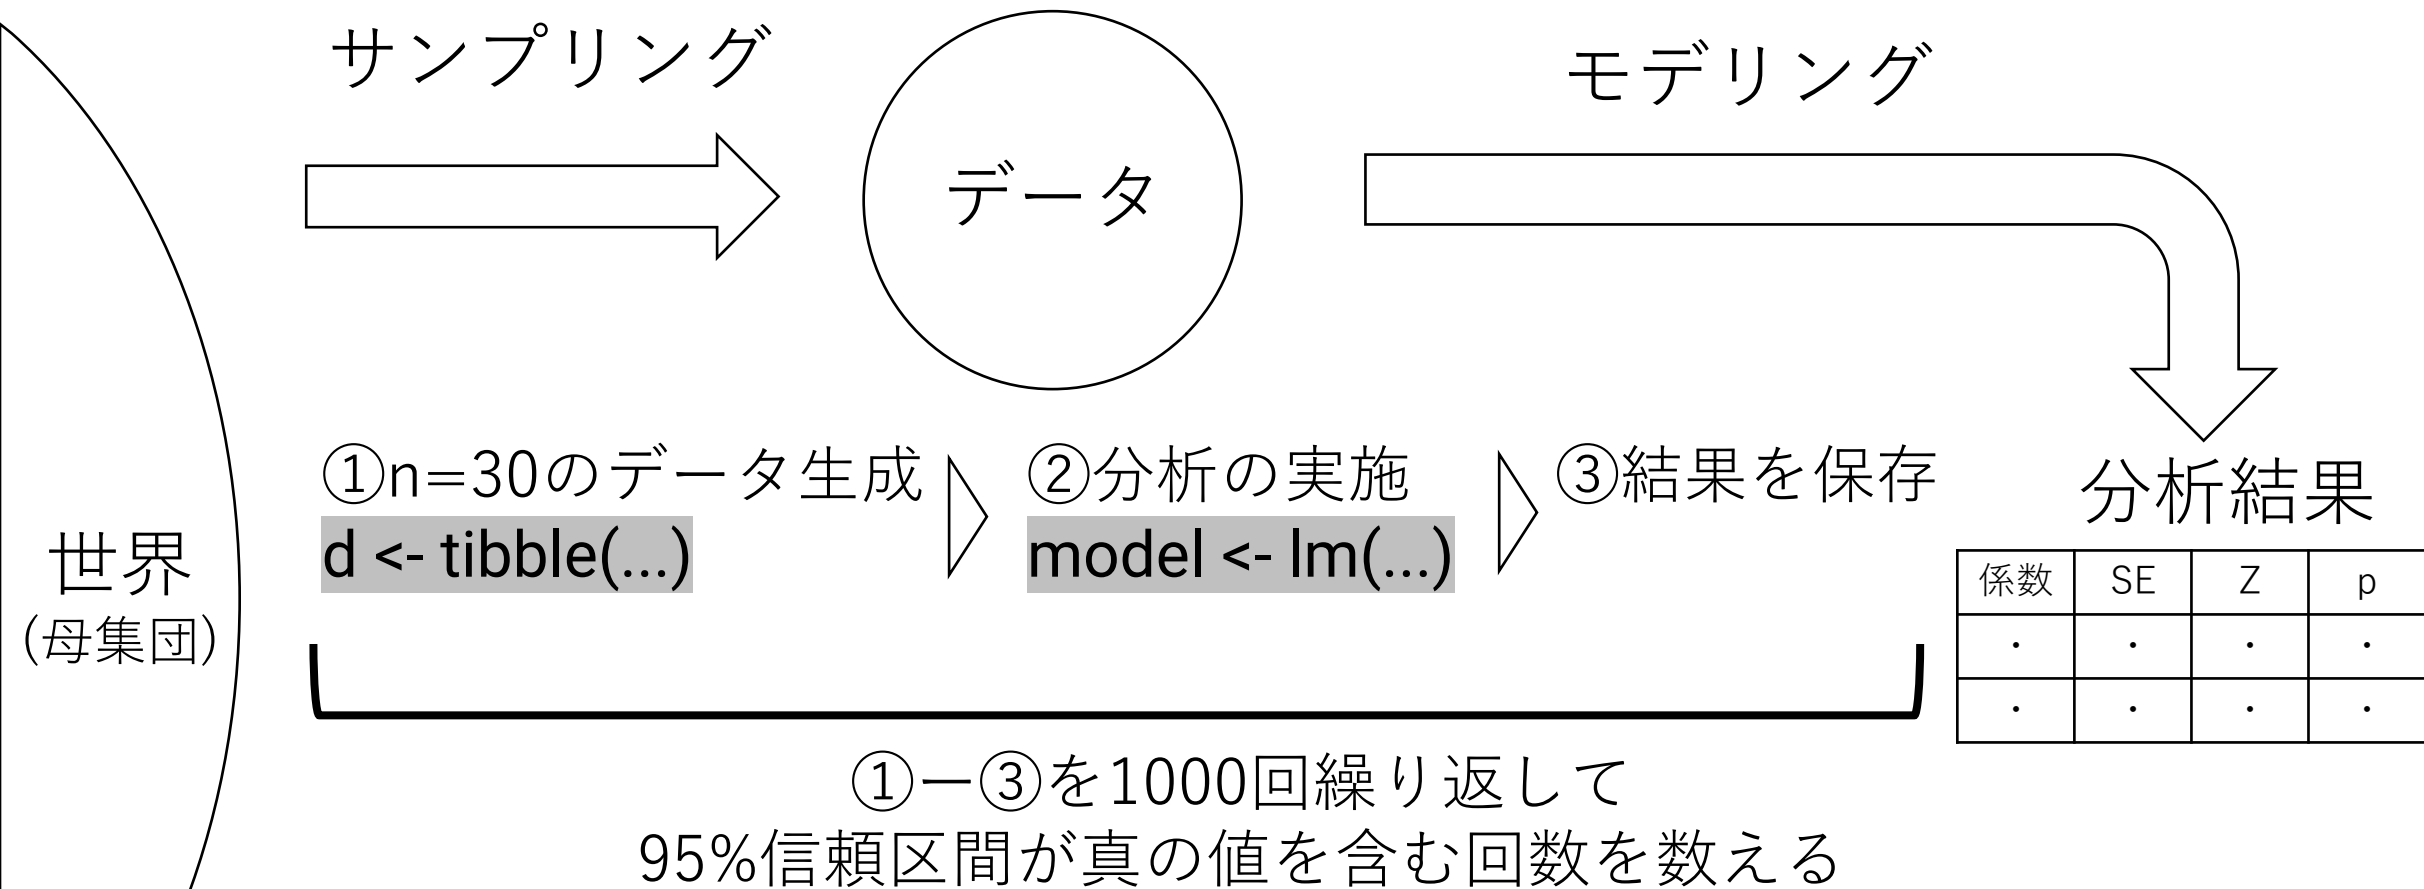 サンプリング
データ
モデリング
世界
(母集団)
①n=30のデータ生成
d <- tibble(...)
②分析の実施
model <- lm(...)
③結果を保存
分析結果
係数 SE Z p
・ ・ ・ ・
・ ・ ・ ・
①ー③を1000回繰り返して
95%信頼区間が真の値を含む回数を数える